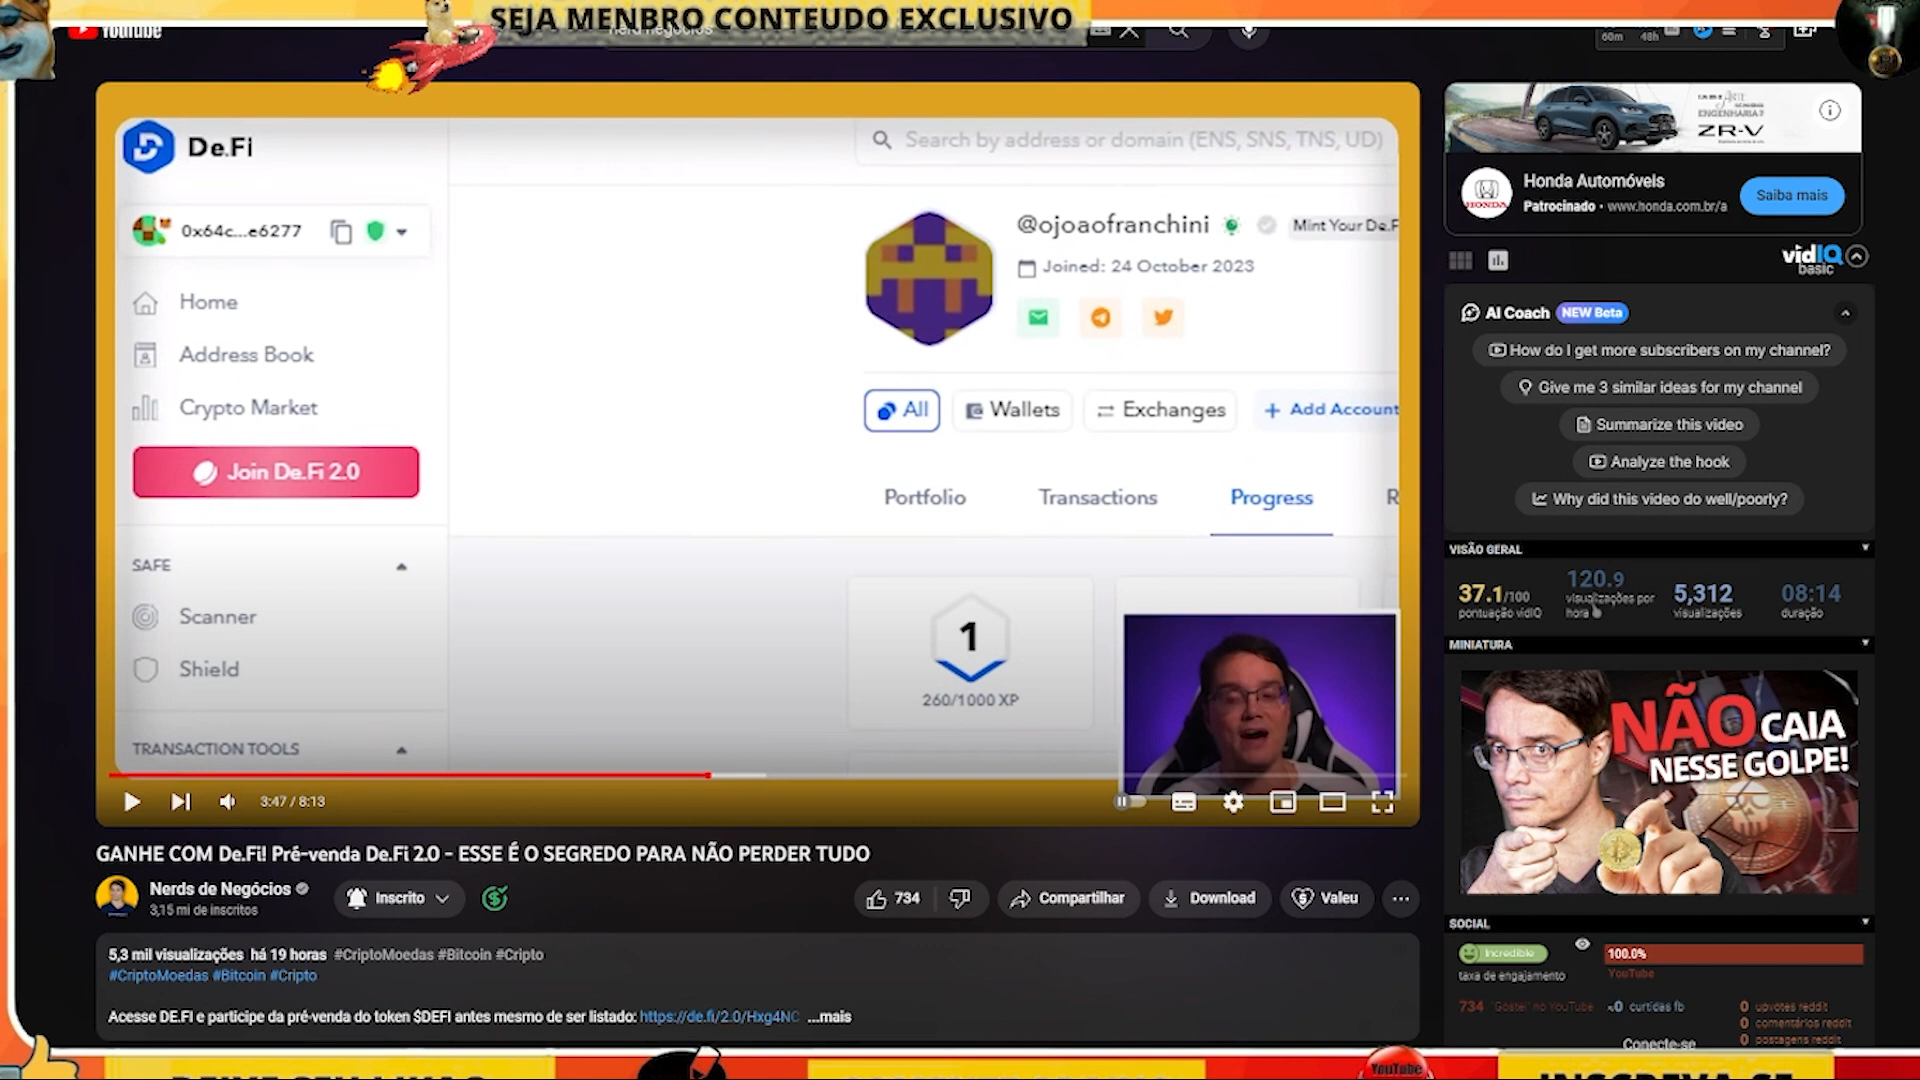 SEJA MENBRO CONTEUDO EXCLUSIVO
YouTube
nerd negocios
60m
48h
De.Fi
Search by address or domain (ENS, SNS, TNS, UD)
0x64c...e6277
Home
Address Book
Crypto Market
Join De.Fi 2.0
SAFE
Scanner
Shield
TRANSACTION TOOLS
@ojoaofranchini
Mint Your De.F
Joined: 24 October 2023
All
Wallets
Exchanges
+ Add Account
Portfolio
Transactions
Progress
R
1
260/1000 XP
3:47 / 8:13
GANHE COM De.Fi! Pré-venda De.Fi 2.0 - ESSE É O SEGREDO PARA NÃO PERDER TUDO
Nerds de Negócios
3,15 mi de inscritos
Inscrito
734
Compartilhar
Download
Valeu
5,3 mil visualizações há 19 horas #CriptoMoedas #Bitcoin #Cripto
#CriptoMoedas #Bitcoin #Cripto
Acesse DE.FI e participe da pré-venda do token $DEFI antes mesmo de ser listado: https://de.fi/2.0/Hxg4NC ...mais
ENGENHARIA?
ZR-V
HONDA
Honda Automóveis
Patrocinado · www.honda.com.br/a
Saiba mais
vidIQ
basic
AI Coach NEW Beta
How do I get more subscribers on my channel?
Give me 3 similar ideas for my channel
Summarize this video
Analyze the hook
Why did this video do well/poorly?
VISÃO GERAL
37.1/100
pontuação vidIQ
120.9
visualizações por
hora
5,312
visualizações
08:14
duração
MINIATURA
NÃO CAIA
NESSE GOLPE!
SOCIAL
Incredible
taxa de engajamento
100.0%
YouTube
734 "Gostei" no YouTube
0 curtidas fb
0 upvotes reddit
0 comentários reddit
0 postagens reddit
Conecte-se
YouTube